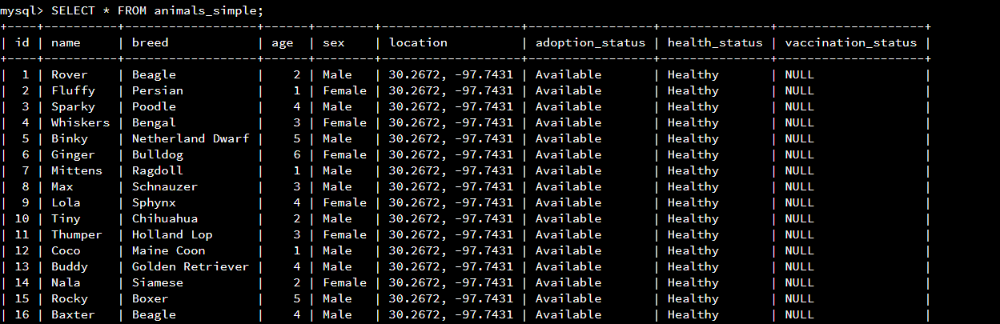 mysql> SELECT * FROM animals_simple;
+----+----------+------------------+------+--------+-------------------+-----------------+---------------+--------------------+
| id | name     | breed            | age  | sex    | location          | adoption_status | health_status | vaccination_status |
+----+----------+------------------+------+--------+-------------------+-----------------+---------------+--------------------+
|  1 | Rover    | Beagle           |    2 | Male   | 30.2672, -97.7431 | Available       | Healthy       | NULL               |
|  2 | Fluffy   | Persian          |    1 | Female | 30.2672, -97.7431 | Available       | Healthy       | NULL               |
|  3 | Sparky   | Poodle           |    4 | Male   | 30.2672, -97.7431 | Available       | Healthy       | NULL               |
|  4 | Whiskers | Bengal           |    3 | Female | 30.2672, -97.7431 | Available       | Healthy       | NULL               |
|  5 | Binky    | Netherland Dwarf |    5 | Male   | 30.2672, -97.7431 | Available       | Healthy       | NULL               |
|  6 | Ginger   | Bulldog          |    6 | Female | 30.2672, -97.7431 | Available       | Healthy       | NULL               |
|  7 | Mittens  | Ragdoll          |    1 | Male   | 30.2672, -97.7431 | Available       | Healthy       | NULL               |
|  8 | Max      | Schnauzer        |    3 | Male   | 30.2672, -97.7431 | Available       | Healthy       | NULL               |
|  9 | Lola     | Sphynx           |    4 | Female | 30.2672, -97.7431 | Available       | Healthy       | NULL               |
| 10 | Tiny     | Chihuahua        |    2 | Male   | 30.2672, -97.7431 | Available       | Healthy       | NULL               |
| 11 | Thumper  | Holland Lop      |    3 | Female | 30.2672, -97.7431 | Available       | Healthy       | NULL               |
| 12 | Coco     | Maine Coon       |    1 | Male   | 30.2672, -97.7431 | Available       | Healthy       | NULL               |
| 13 | Buddy    | Golden Retriever |    4 | Male   | 30.2672, -97.7431 | Available       | Healthy       | NULL               |
| 14 | Nala     | Siamese          |    2 | Female | 30.2672, -97.7431 | Available       | Healthy       | NULL               |
| 15 | Rocky    | Boxer            |    5 | Male   | 30.2672, -97.7431 | Available       | Healthy       | NULL               |
| 16 | Baxter   | Beagle           |    4 | Male   | 30.2672, -97.7431 | Available       | Healthy       | NULL               |